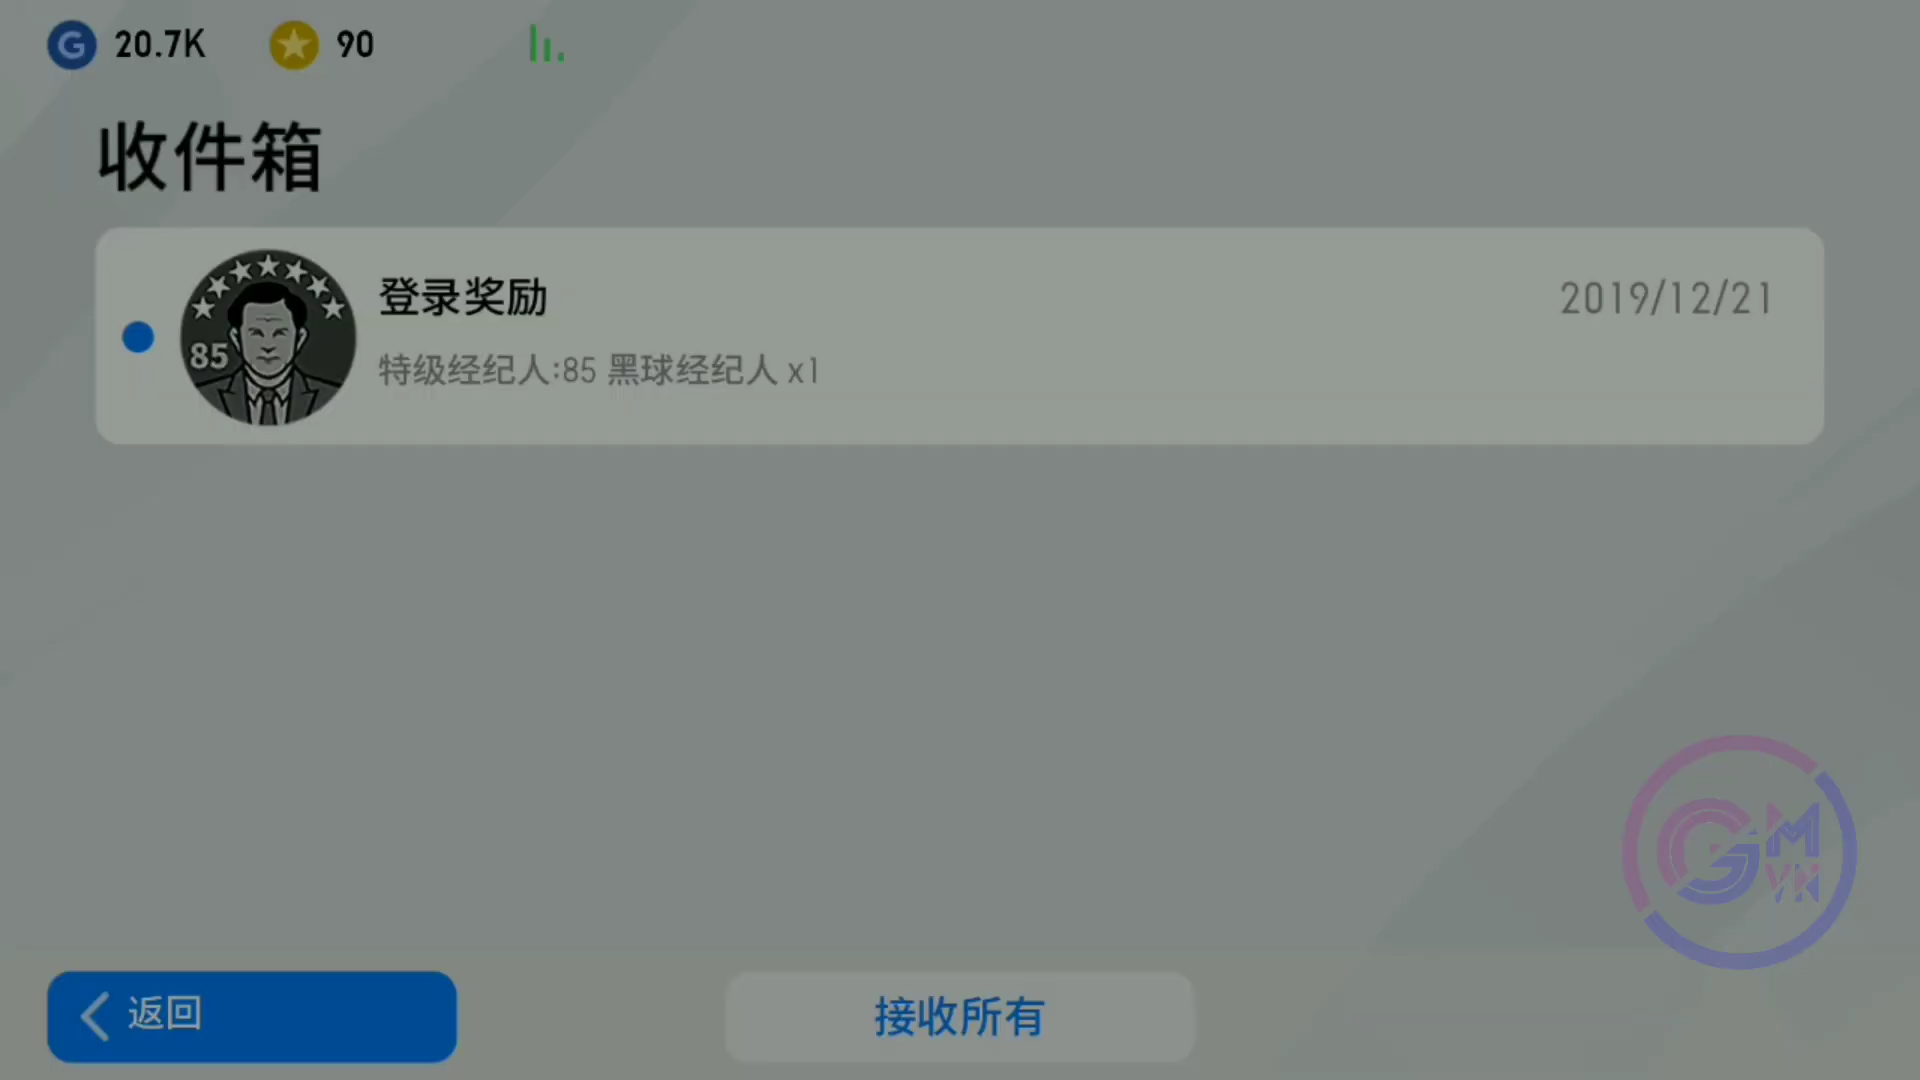 20.7K
90
收件箱
登录奖励
2019/12/21
85
特级经纪人:85 黑球经纪人 x1
GMVN
返回
接收所有